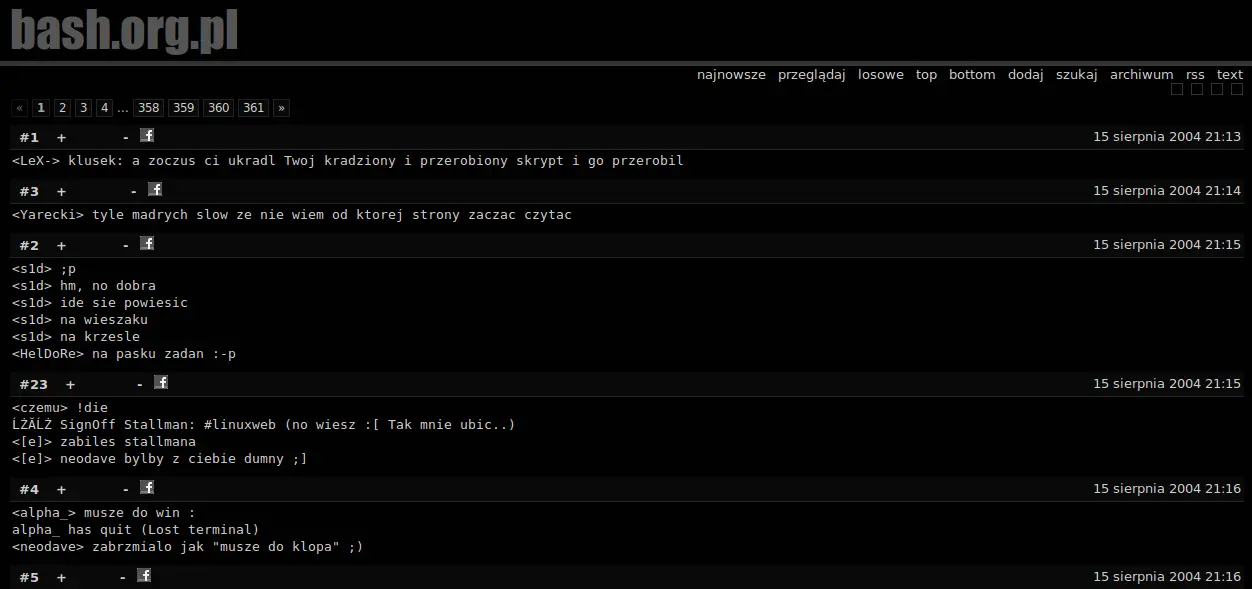 bash.org.pl
najnowsze przeglądaj losowe top bottom dodaj szukaj archiwum rss text
« 1 2 3 4 ... 358 359 360 361 »
#1 + - f 15 sierpnia 2004 21:13
<LeX-> klusek: a zoczus ci ukradl Twoj kradziony i przerobiony skrypt i go przerobil
#3 + - f 15 sierpnia 2004 21:14
<Yarecki> tyle madrych slow ze nie wiem od ktorej strony zaczac czytac
#2 + - f 15 sierpnia 2004 21:15
<s1d> ;p
<s1d> hm, no dobra
<s1d> ide sie powiesic
<s1d> na wieszaku
<s1d> na krzesle
<HelDoRe> na pasku zadan :-p
#23 + - f 15 sierpnia 2004 21:15
<czemu> !die
ĹŻĂĹŻ SignOff Stallman: #linuxweb (no wiesz :[ Tak mnie ubic..)
<[e]> zabiles stallmana
<[e]> neodave bylby z ciebie dumny ;]
#4 + - f 15 sierpnia 2004 21:16
<alpha_> musze do win :
alpha_ has quit (Lost terminal)
<neodave> zabrzmialo jak "musze do klopa" ;)
#5 + - f 15 sierpnia 2004 21:16